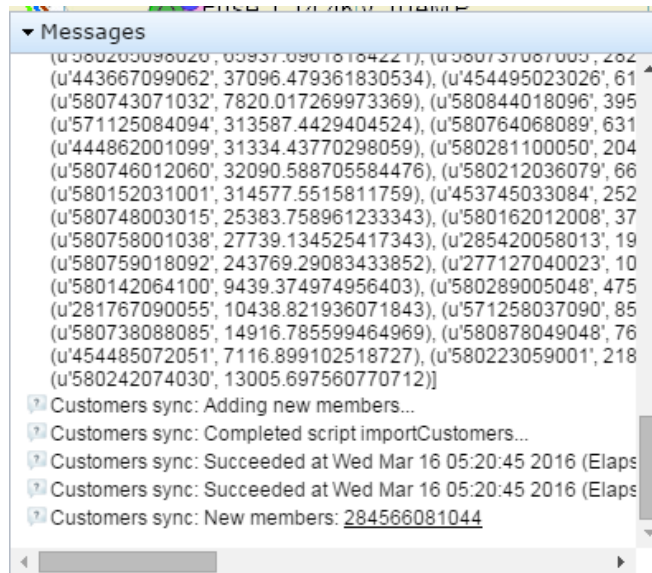 Messages
(u'580265098026', 65937.69618184221), (u'580737087005', 282
(u'443667099062', 37096.479361830534), (u'454495023026', 61
(u'580743071032', 7820.017269973369), (u'580844018096', 395
(u'571125084094', 313587.4429404524), (u'580764068089', 631
(u'444862001099', 31334.43770298059), (u'580281100050', 204
(u'580746012060', 32090.588705584476), (u'580212036079', 66
(u'580152031001', 314577.5515811759), (u'453745033084', 252
(u'580748003015', 25383.758961233343), (u'580162012008', 37
(u'580758001038', 27739.134525417343), (u'285420058013', 19
(u'580759018092', 243769.29083433852), (u'277127040023', 10
(u'580142064100', 9439.374974956403), (u'580289005048', 475
(u'281767090055', 10438.821936071843), (u'571258037090', 85
(u'580738088085', 14916.785599464969), (u'580878049048', 76
(u'454485072051', 7116.899102518727), (u'580223059001', 218
(u'580242074030', 13005.697560770712)]
Customers sync: Adding new members...
Customers sync: Completed script importCustomers...
Customers sync: Succeeded at Wed Mar 16 05:20:45 2016 (Elaps
Customers sync: Succeeded at Wed Mar 16 05:20:45 2016 (Elaps
Customers sync: New members: 284566081044